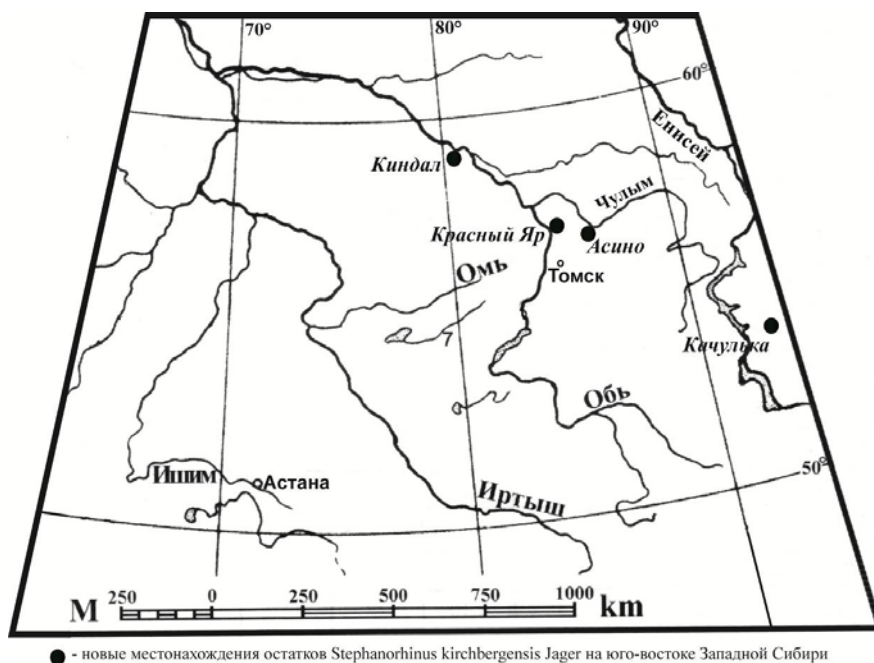 70°
80°
90°
60°
Енисей
Киндал
Чулым
Красный Яр
Асино
Томск
Омь
Качулька
Обь
50°
Ишим
Астана
Иртыш
М 250 0 250 500 750 1000 km
● - новые местонахождения остатков Stephanorhinus kirchbergensis Jager на юго-востоке Западной Сибири